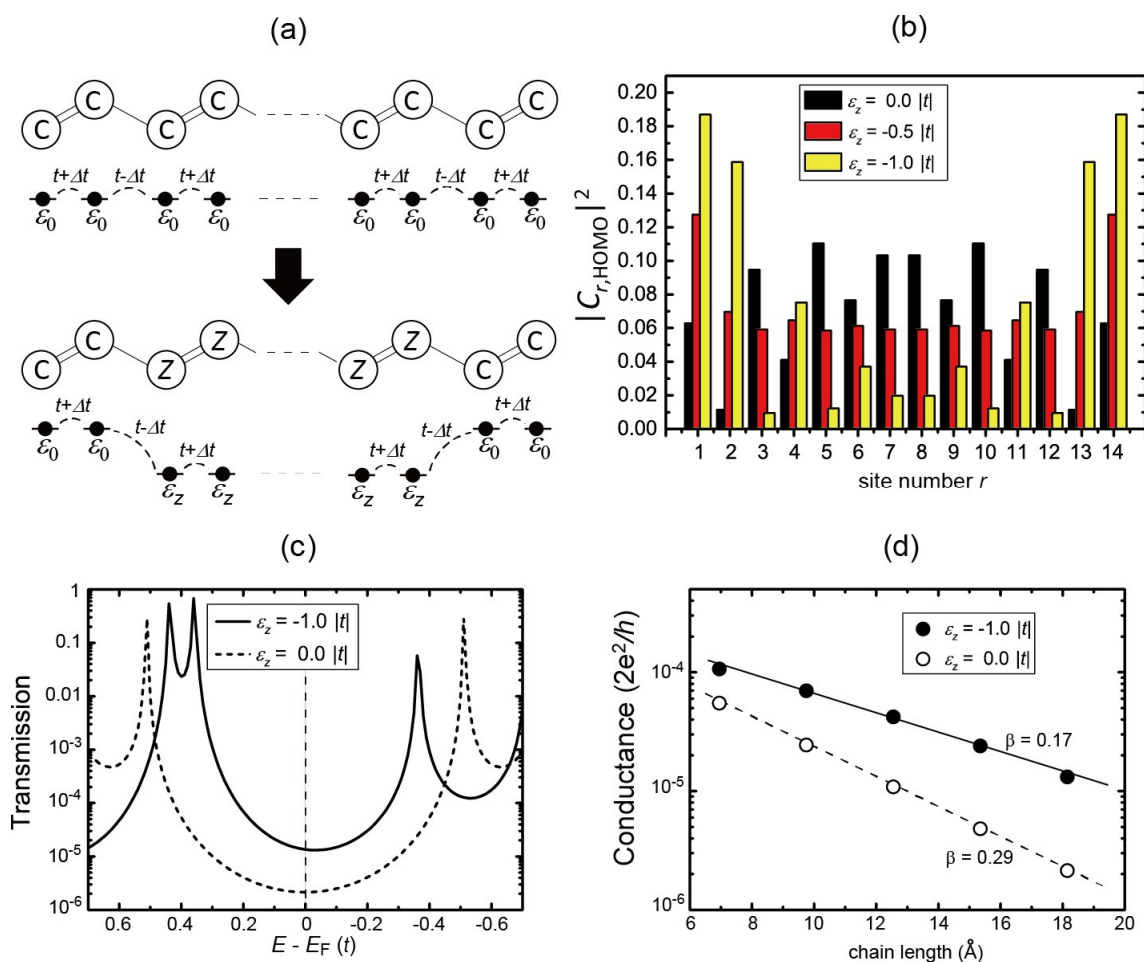 (a)
C C C C C C C C
t+Δt t-Δt t+Δt t+Δt t-Δt t+Δt
ε0 ε0 ε0 ε0 ε0 ε0 ε0 ε0
C C Z Z Z Z C C
t+Δt t-Δt t+Δt t+Δt t-Δt t+Δt
ε0 ε0 εz εz εz εz ε0 ε0
(b)
|Cr,HOMO|2
0.20
0.18
0.16
0.14
0.12
0.10
0.08
0.06
0.04
0.02
0.00
εz = 0.0 |t|
εz = -0.5 |t|
εz = -1.0 |t|
1 2 3 4 5 6 7 8 9 10 11 12 13 14
site number r
(c)
Transmission
1
0.1
0.01
10-3
10-4
10-5
10-6
εz = -1.0 |t|
εz = 0.0 |t|
0.6 0.4 0.2 0 -0.2 -0.4 -0.6
E - EF (t)
(d)
Conductance (2e2/h)
10-4
10-5
10-6
εz = -1.0 |t|
εz = 0.0 |t|
β = 0.17
β = 0.29
4 6 8 10 12 14 16 18 20
chain length (Å)